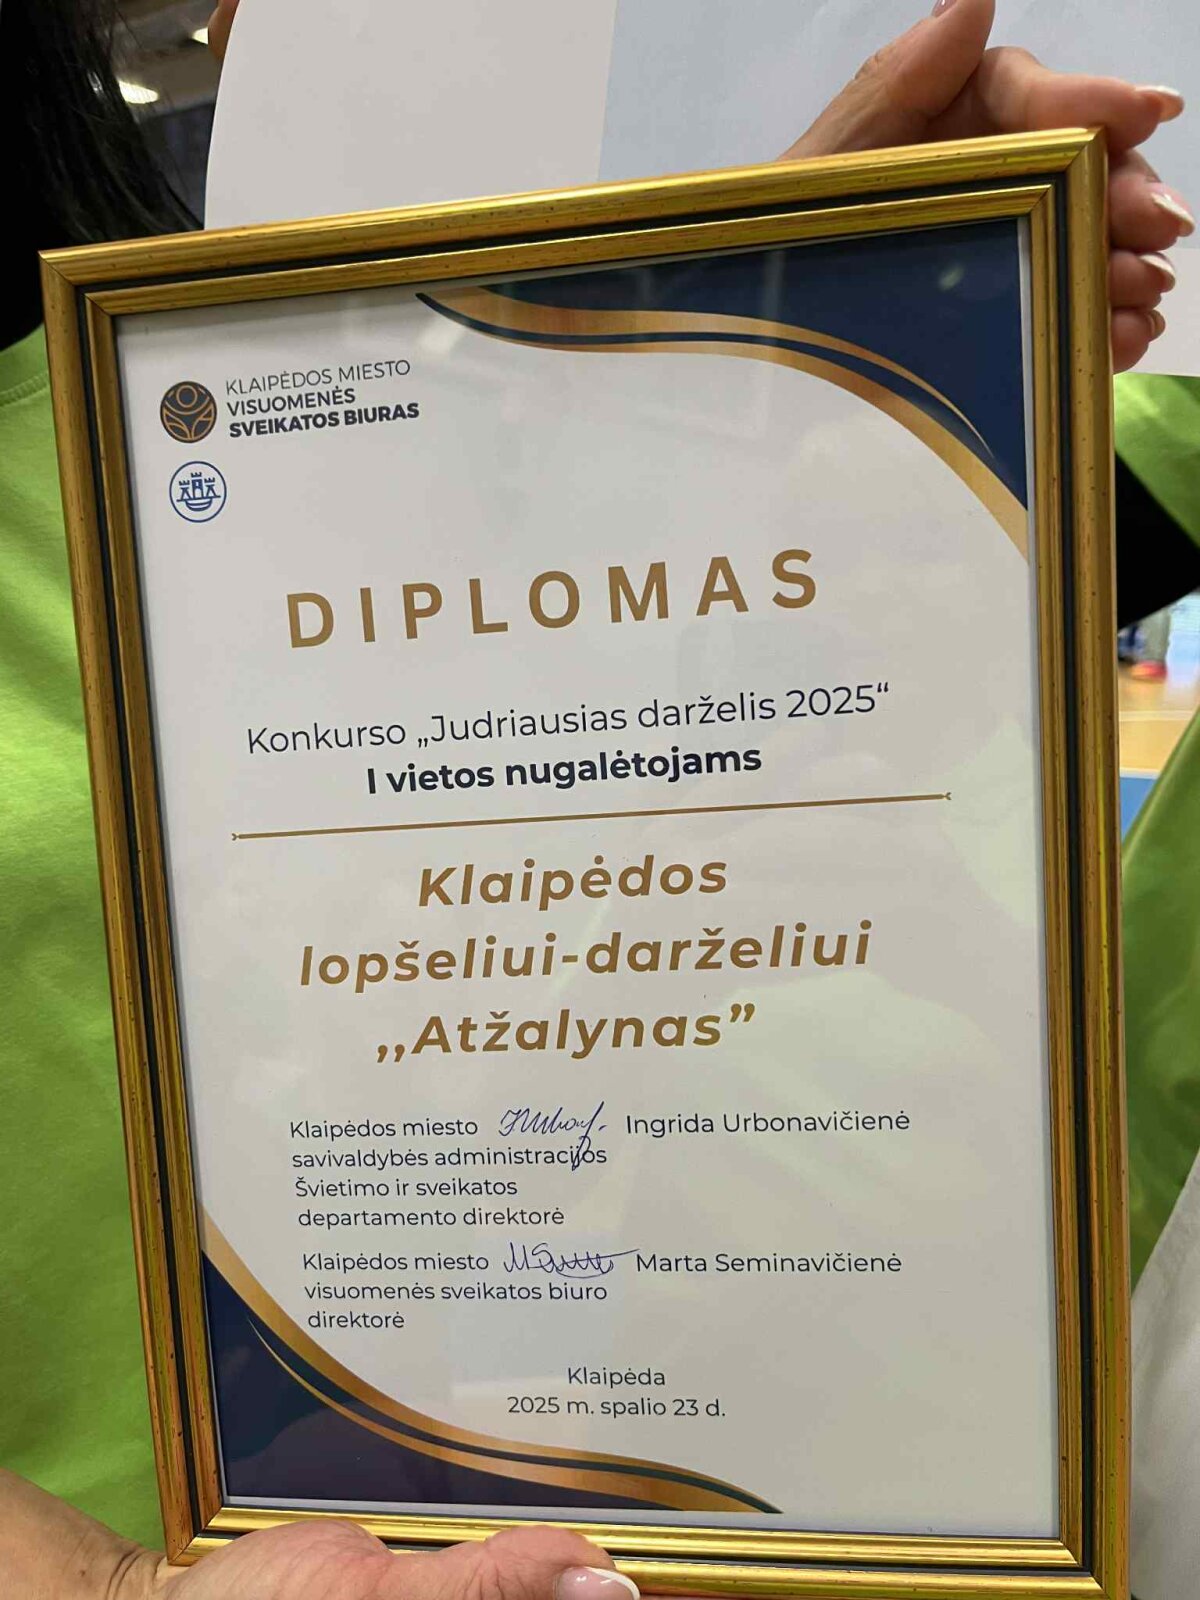 KLAIPĖDOS MIESTO
VISUOMENĖS
SVEIKATOS BIURAS
DIPLOMAS
Konkurso „Judriausias darželis 2025“
I vietos nugalėtojams
Klaipėdos
lopšeliui-darželiui
,,Atžalynas”
Klaipėdos miesto Ingrida Urbonavičienė
savivaldybės administracijos
Švietimo ir sveikatos
departamento direktorė
Klaipėdos miesto Marta Seminavičienė
visuomenės sveikatos biuro
direktorė
Klaipėda
2025 m. spalio 23 d.